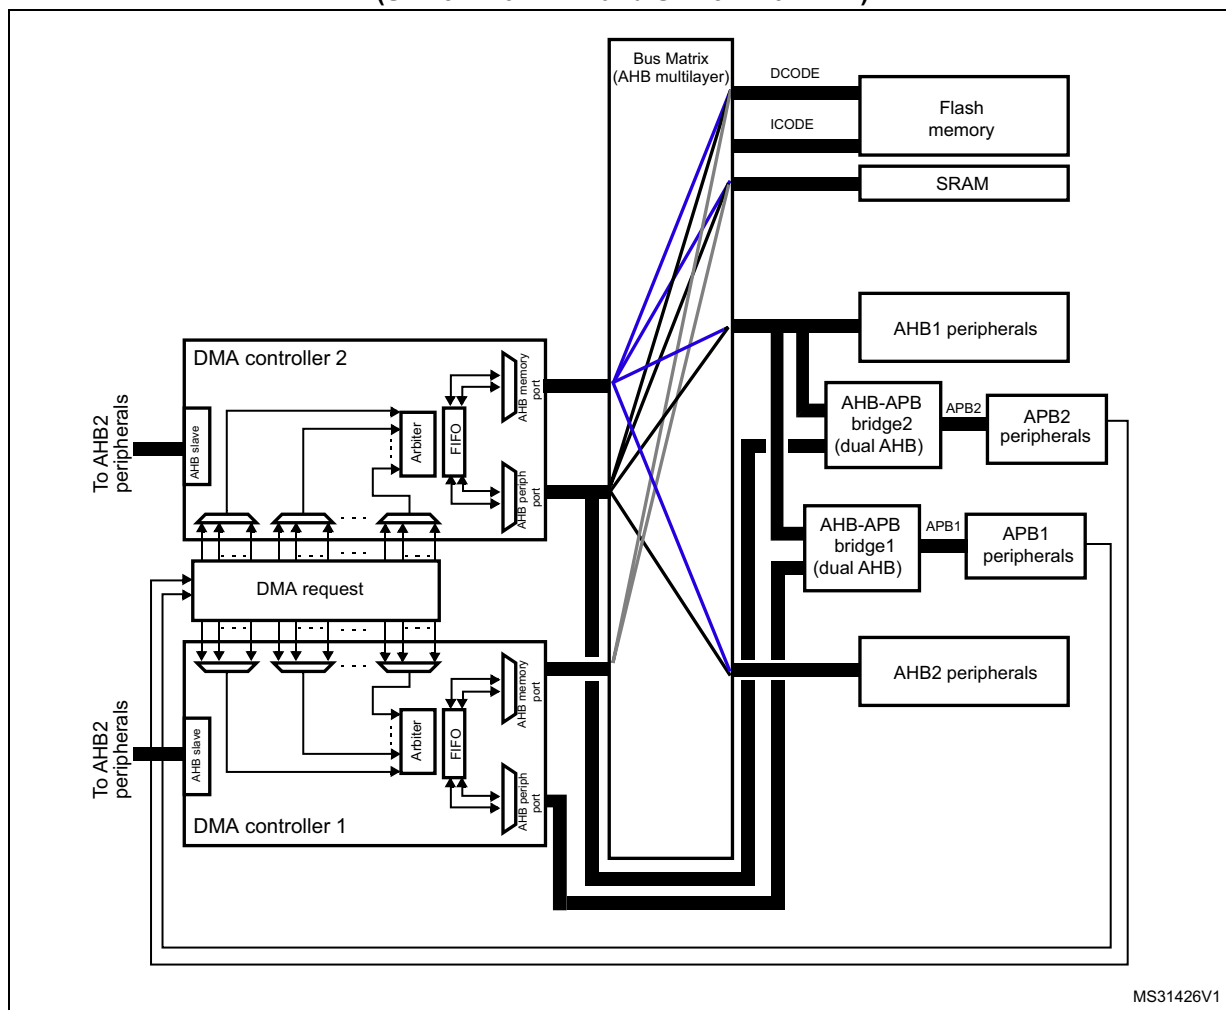 Bus Matrix
(AHB multilayer)
DCODE
ICODE
Flash
memory
SRAM
AHB1 peripherals
DMA controller 2
To AHB2
peripherals
AHB slave
Arbiter
FIFO
AHB memory
port
AHB periph
port
AHB-APB
bridge2
(dual AHB)
APB2
APB2
peripherals
AHB-APB
bridge1
(dual AHB)
APB1
APB1
peripherals
DMA request
AHB2 peripherals
To AHB2
peripherals
AHB slave
Arbiter
FIFO
AHB memory
port
AHB periph
port
DMA controller 1
MS31426V1